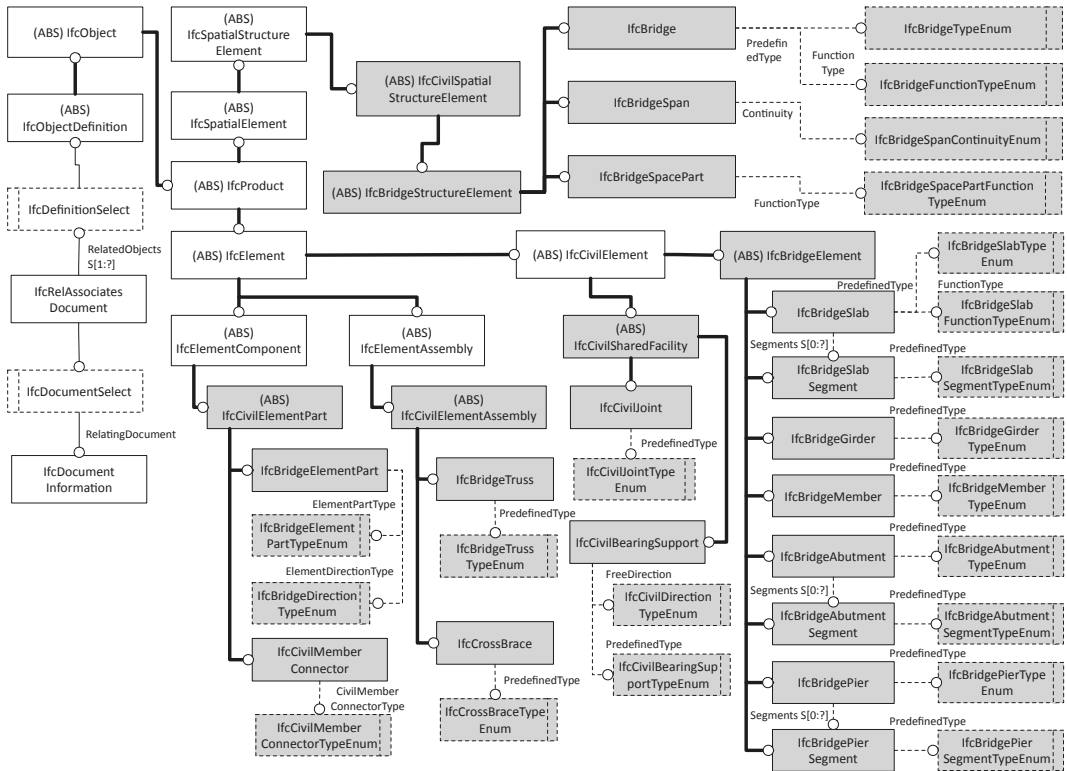 (ABS) IfcObject
(ABS)
IfcObjectDefinition
IfcDefinitionSelect
RelatedObjects
S[1:?]
IfcRelAssociates
Document
IfcDocumentSelect
RelatingDocument
IfcDocument
Information
(ABS)
IfcSpatialStructure
Element
(ABS)
IfcSpatialElement
(ABS) IfcProduct
(ABS) IfcElement
(ABS) IfcCivilSpatial
StructureElement
(ABS) IfcBridgeStructureElement
IfcBridge
Predefin
edType
Function
Type
IfcBridgeTypeEnum
IfcBridgeFunctionTypeEnum
IfcBridgeSpan
Continuity
IfcBridgeSpanContinuityEnum
IfcBridgeSpacePart
FunctionType
IfcBridgeSpacePartFunction
TypeEnum
(ABS) IfcCivilElement
(ABS) IfcBridgeElement
(ABS)
IfcElementComponent
(ABS)
IfcElementAssembly
(ABS)
IfcCivilSharedFacility
(ABS)
IfcCivilElementPart
(ABS)
IfcCivilElementAssembly
IfcCivilJoint
PredefinedType
IfcCivilJointType
Enum
IfcBridgeElementPart
ElementPartType
IfcBridgeElement
PartTypeEnum
ElementDirectionType
IfcBridgeDirection
TypeEnum
IfcCivilMember
Connector
CivilMember
ConnectorType
IfcCivilMember
ConnectorTypeEnum
IfcBridgeTruss
PredefinedType
IfcBridgeTruss
TypeEnum
IfcCrossBrace
PredefinedType
IfcCrossBraceType
Enum
IfcCivilBearingSupport
FreeDirection
IfcCivilDirection
TypeEnum
PredefinedType
IfcCivilBearingSup
portTypeEnum
IfcBridgeSlabType
Enum
PredefinedType
FunctionType
IfcBridgeSlab
IfcBridgeSlab
FunctionTypeEnum
Segments S[0:?]
PredefinedType
IfcBridgeSlab
Segment
IfcBridgeSlab
SegmentTypeEnum
PredefinedType
IfcBridgeGirder
IfcBridgeGirder
TypeEnum
PredefinedType
IfcBridgeMember
IfcBridgeMember
TypeEnum
PredefinedType
IfcBridgeAbutment
IfcBridgeAbutment
TypeEnum
Segments S[0:?]
PredefinedType
IfcBridgeAbutment
Segment
IfcBridgeAbutment
SegmentTypeEnum
PredefinedType
IfcBridgePier
IfcBridgePierType
Enum
Segments S[0:?]
PredefinedType
IfcBridgePier
Segment
IfcBridgePier
SegmentTypeEnum